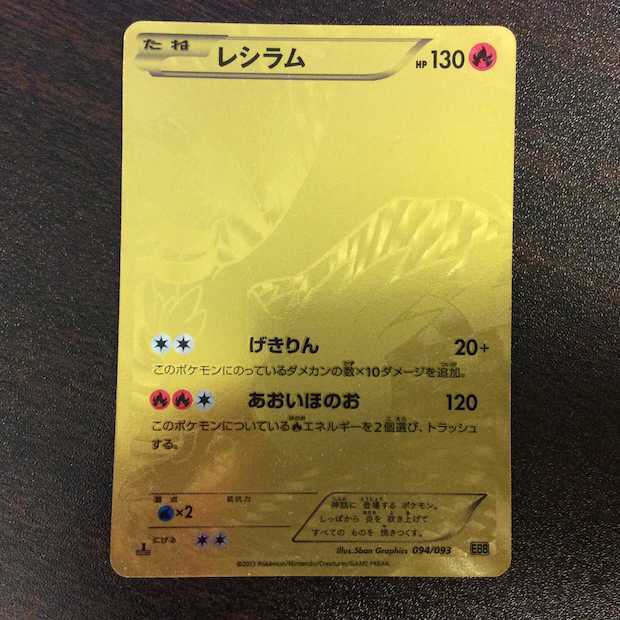 たね レシラム HP 130
げきりん 20+
このポケモンにのっているダメカンの数×10ダメージを追加。
あおいほのお 120
このポケモンについているエネルギーを2個選び、トラッシュ
する。
弱点 抵抗力
×2
にげる
神話に 登場する ポケモン。
しっぽから 炎を 吹き上げて
すべての ものを 焼きつくす。
Illus.5ban Graphics 094/093 EBB
©2013 Pokémon/Nintendo/Creatures/GAME FREAK.